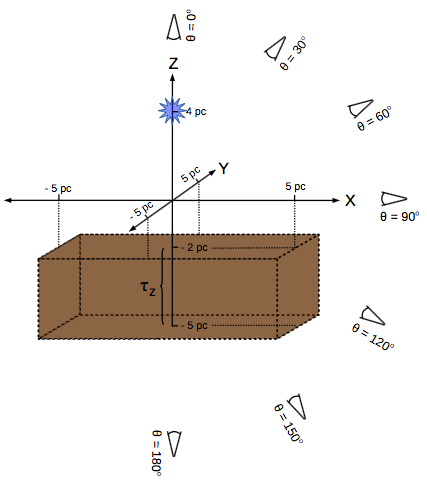 θ = 0°
θ = 30°
Z
4 pc
θ = 60°
Y
5 pc
- 5 pc
5 pc
X
θ = 90°
- 5 pc
- 2 pc
τz
- 5 pc
θ = 120°
θ = 150°
θ = 180°